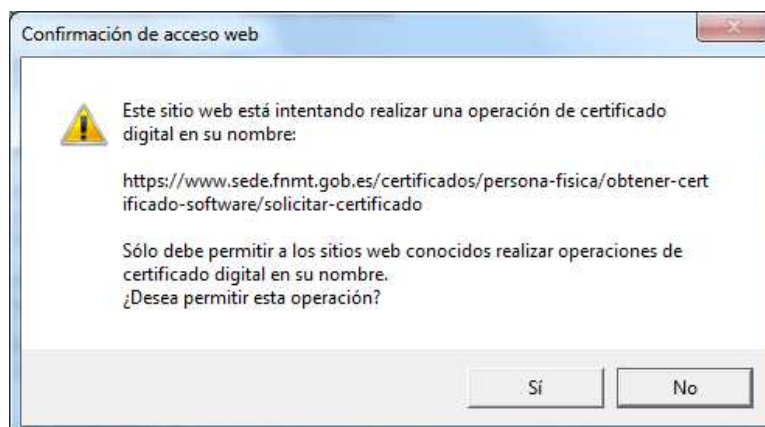 Confirmación de acceso web
Este sitio web está intentando realizar una operación de certificado
digital en su nombre:
https://www.sede.fnmt.gob.es/certificados/persona-fisica/obtener-cert
ificado-software/solicitar-certificado
Sólo debe permitir a los sitios web conocidos realizar operaciones de
certificado digital en su nombre.
¿Desea permitir esta operación?
Sí
No